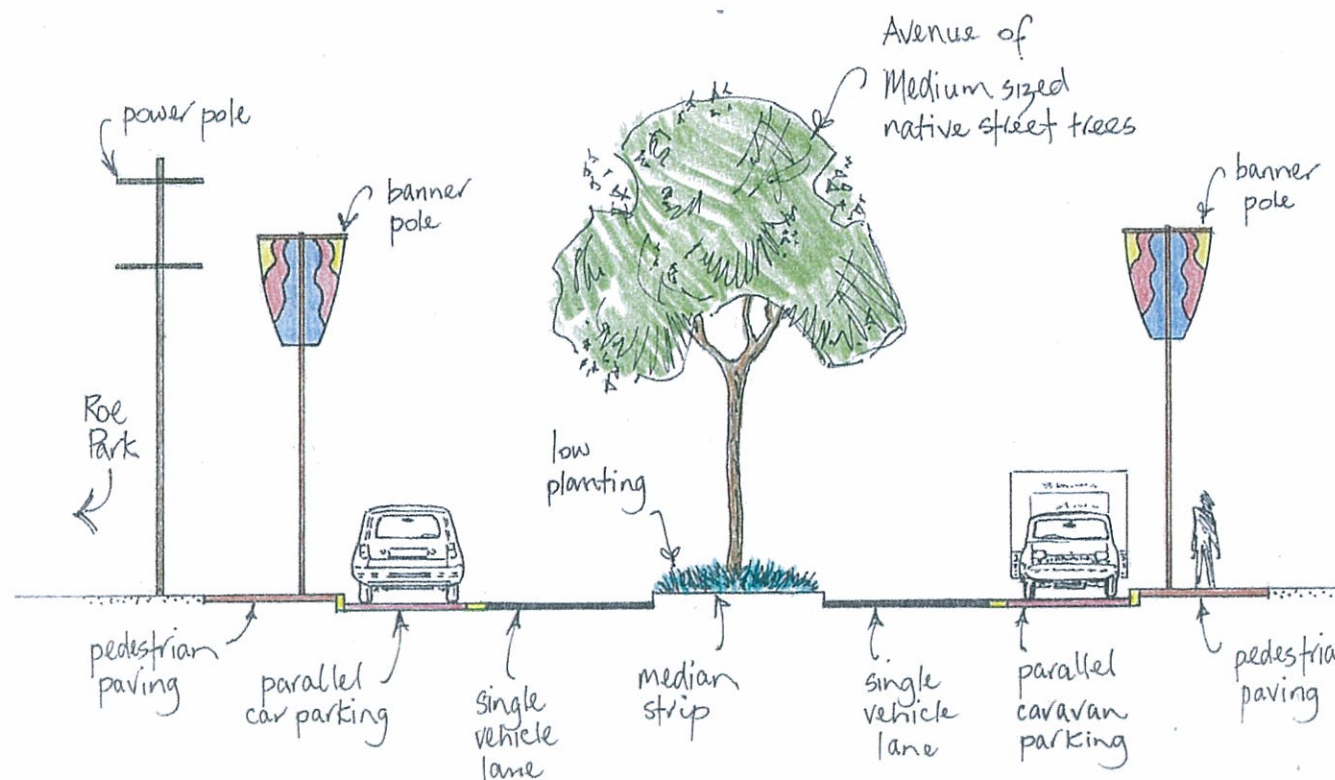 Avenue of
Medium sized
native street trees
power pole
banner
pole
banner
pole
Roe
Park
low
planting
pedestrian
paving
parallel
car parking
single
vehicle
lane
median
strip
single
vehicle
lane
parallel
caravan
parking
pedestria
paving